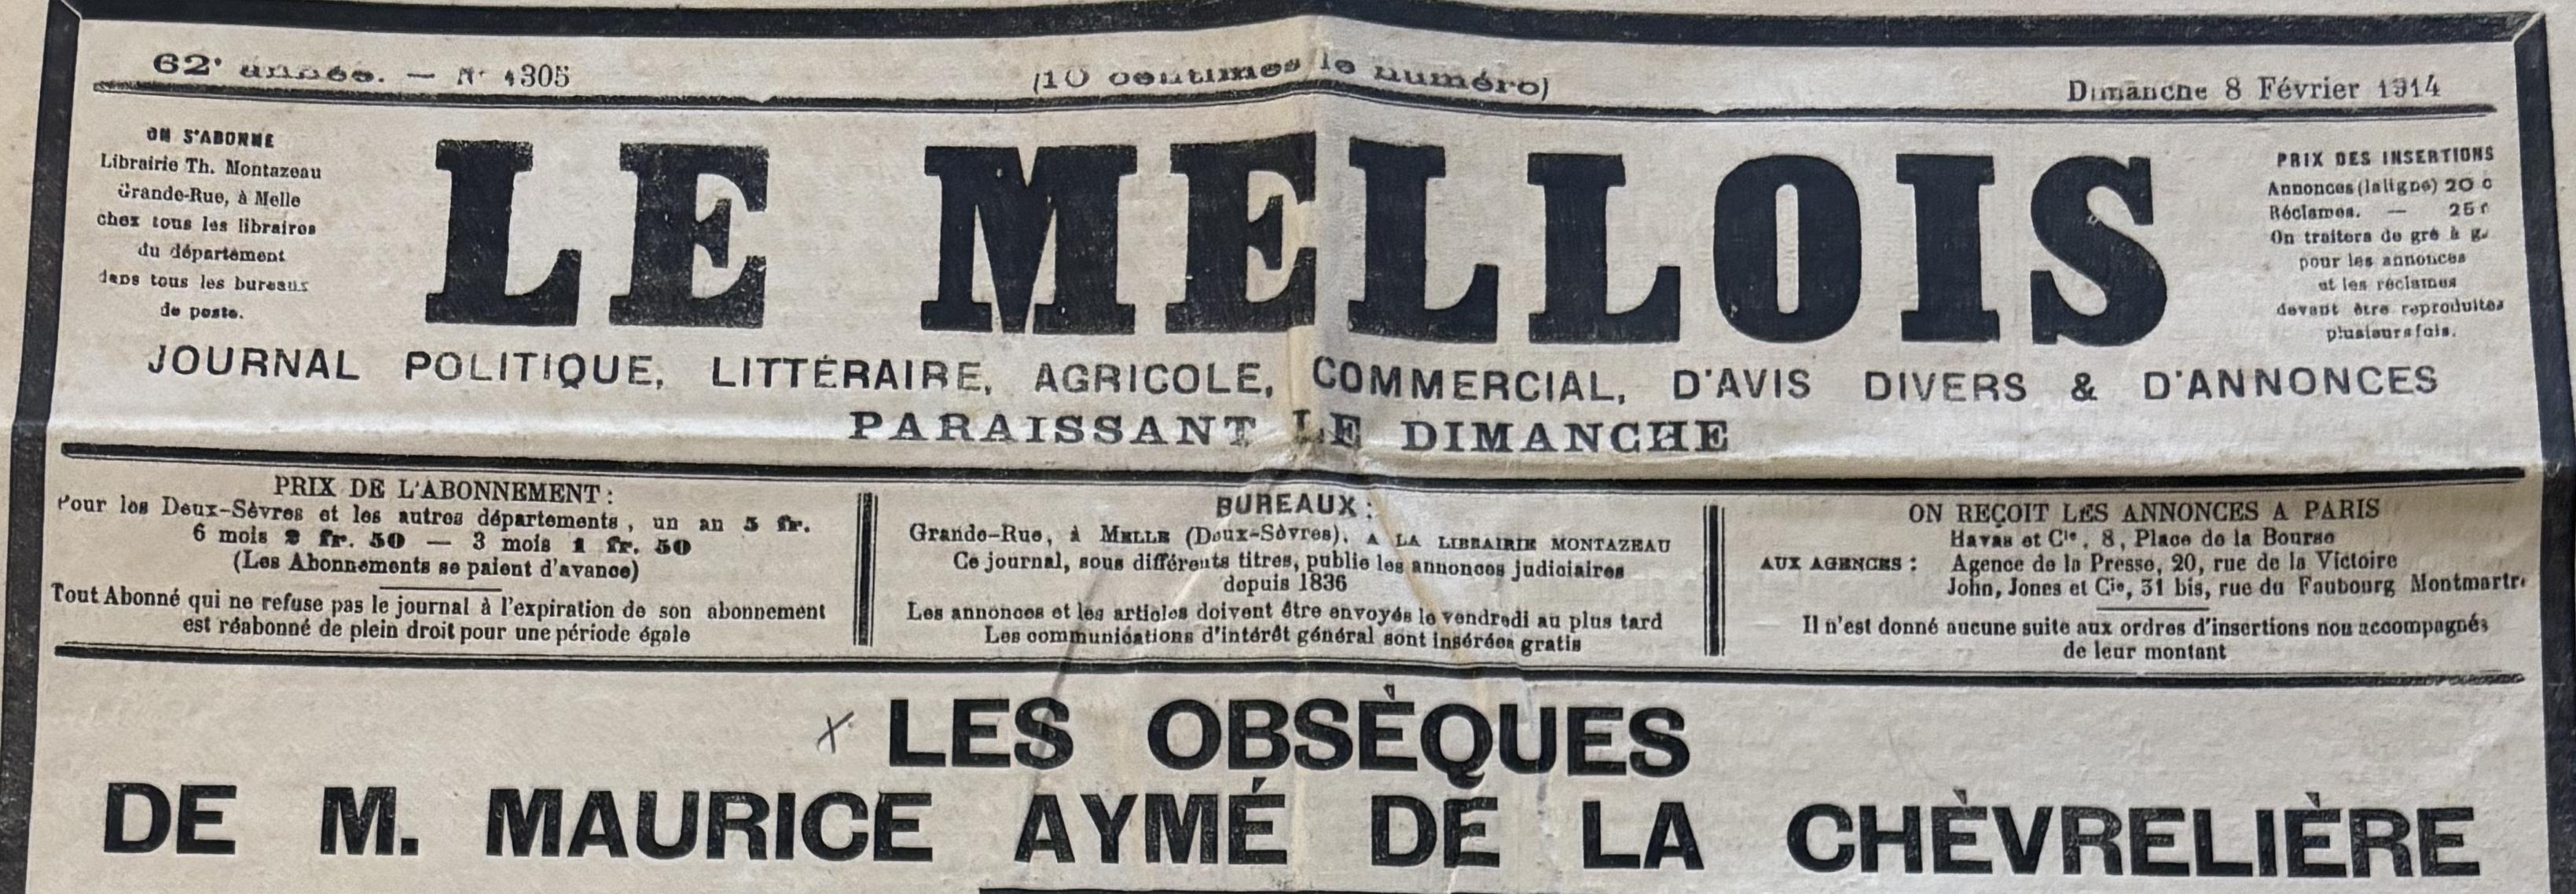 62e année. — N° 4305
(10 centimes le numéro)
Dimanche 8 Février 1914
ON S'ABONNE
Librairie Th. Montazeau
Grande-Rue, à Melle
chez tous les libraires
du département
dans tous les bureaux
de poste.
LE MELLOIS
PRIX DES INSERTIONS
Annonces (la ligne) 20 c
Réclames. — 25 c
On traitera de gré à g.
pour les annonces
et les réclames
devant être reproduites
plusieurs fois.
JOURNAL POLITIQUE, LITTÉRAIRE, AGRICOLE, COMMERCIAL, D'AVIS DIVERS & D'ANNONCES
PARAISSANT LE DIMANCHE
PRIX DE L'ABONNEMENT :
Pour les Deux-Sèvres et les autres départements, un an 5 fr.
6 mois 2 fr. 50 — 3 mois 1 fr. 50
(Les Abonnements se paient d'avance)
Tout Abonné qui ne refuse pas le journal à l'expiration de son abonnement
est réabonné de plein droit pour une période égale
BUREAUX :
Grande-Rue, à MELLE (Deux-Sèvres), A LA LIBRAIRIE MONTAZEAU
Ce journal, sous différents titres, publie les annonces judiciaires
depuis 1836
Les annonces et les articles doivent être envoyés le vendredi au plus tard
Les communications d'intérêt général sont insérées gratis
ON REÇOIT LES ANNONCES A PARIS
Havas et Cie, 8, Place de la Bourse
AUX AGENCES : Agence de la Presse, 20, rue de la Victoire
John, Jones et Cie, 31 bis, rue du Faubourg Montmartre
Il n'est donné aucune suite aux ordres d'insertions non accompagnés
de leur montant
LES OBSÈQUES
DE M. MAURICE AYMÉ DE LA CHÈVRELIÈRE